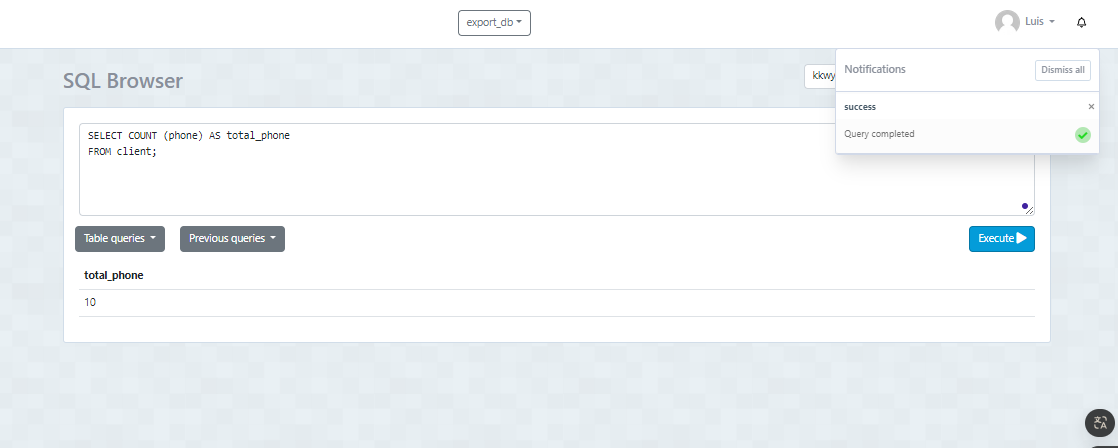 export_db
Luis
SQL Browser
kkwy
Notifications
Dismiss all
success
×
Query completed
SELECT COUNT (phone) AS total_phone
FROM client;
Table queries
Previous queries
Execute
total_phone
10